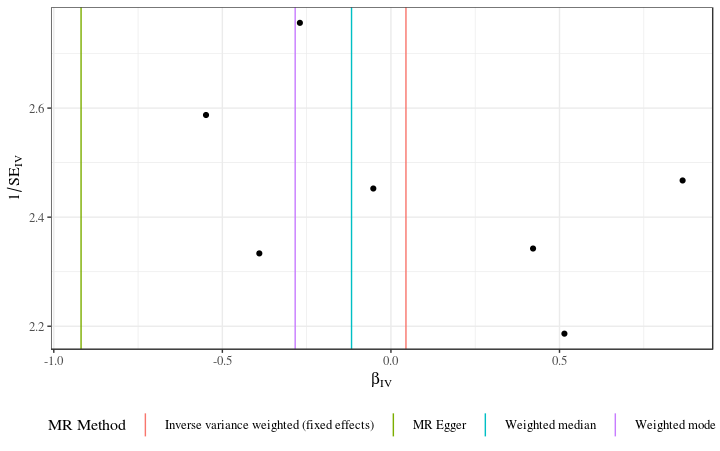 2.6
2.4
2.2
1/SE_IV
-1.0 -0.5 0.0 0.5
β_IV
MR Method Inverse variance weighted (fixed effects) MR Egger Weighted median Weighted mode